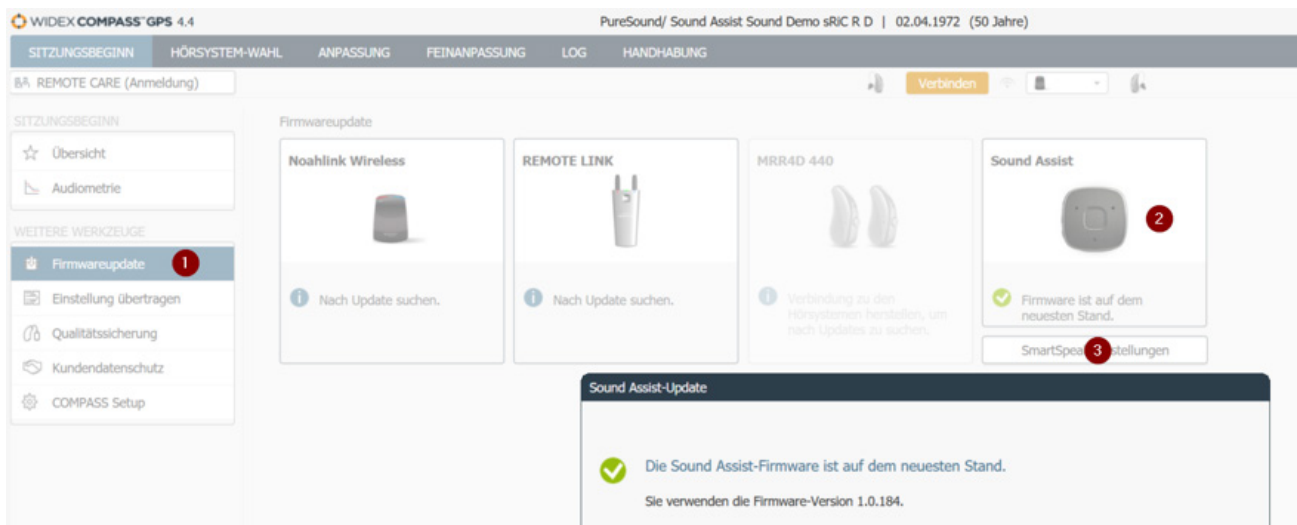 WIDEX COMPASS™ GPS 4.4
PureSound/ Sound Assist Sound Demo sRiC R D | 02.04.1972 (50 Jahre)
SITZUNGSBEGINN HÖRSYSTEM-WAHL ANPASSUNG FEINANPASSUNG LOG HANDHABUNG
REMOTE CARE (Anmeldung)
Verbinden
SITZUNGSBEGINN
Übersicht
Audiometrie
WEITERE WERKZEUGE
Firmwareupdate 1
Einstellung übertragen
Qualitätssicherung
Kundendatenschutz
COMPASS Setup
Firmwareupdate
Noahlink Wireless
Nach Update suchen.
REMOTE LINK
Nach Update suchen.
MRR4D 440
Verbindung zu den
Hörsystemen herstellen, um
nach Updates zu suchen.
Sound Assist
2
Firmware ist auf dem
neuesten Stand.
SmartSpea 3 stellungen
Sound Assist-Update
Die Sound Assist-Firmware ist auf dem neuesten Stand.
Sie verwenden die Firmware-Version 1.0.184.